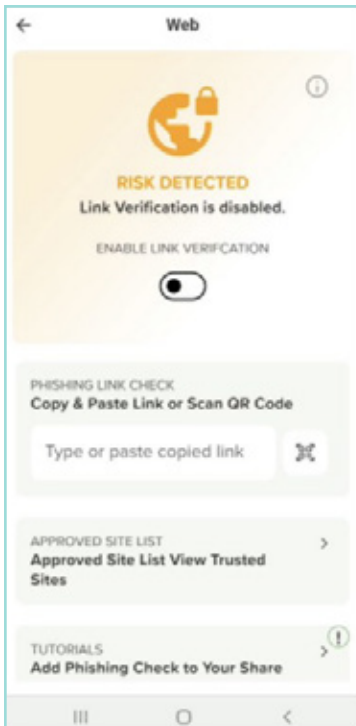 Web
RISK DETECTED
Link Verification is disabled.
ENABLE LINK VERIFCATION
PHISHING LINK CHECK
Copy & Paste Link or Scan QR Code
Type or paste copied link
APPROVED SITE LIST
Approved Site List View Trusted
Sites
TUTORIALS
Add Phishing Check to Your Share